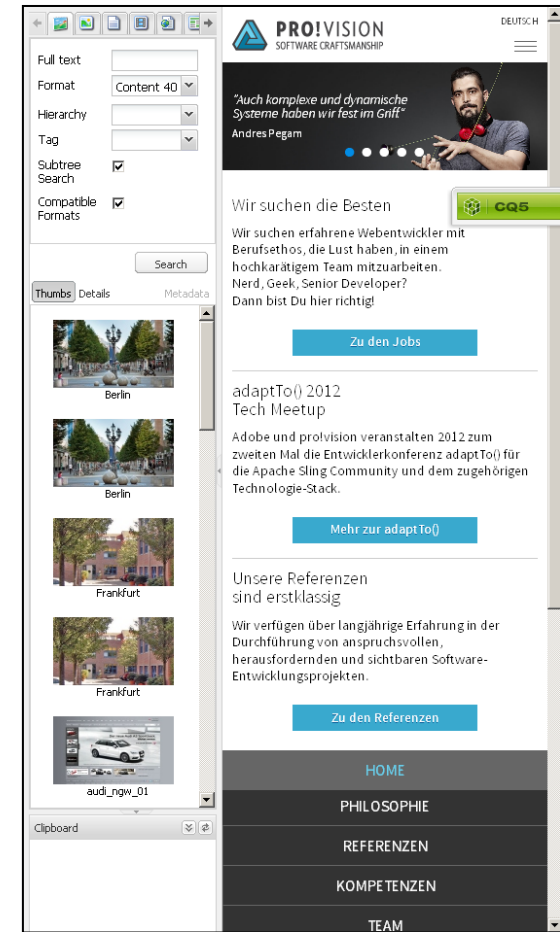 Full text
Format
Content 40
Hierarchy
Tag
Subtree
Search
Compatible
Formats
Search
Thumbs Details Metadata
Berlin
Berlin
Frankfurt
Frankfurt
audi_ngw_01
Clipboard
PRO!VISION
SOFTWARE CRAFTSMANSHIP
DEUTSCH
"Auch komplexe und dynamische
Systeme haben wir fest im Griff."
Andres Pegam
CQ5
Wir suchen die Besten
Wir suchen erfahrene Webentwickler mit
Berufsethos, die Lust haben, in einem
hochkarätigem Team mitzuarbeiten.
Nerd, Geek, Senior Developer?
Dann bist Du hier richtig!
Zu den Jobs
adaptTo() 2012
Tech Meetup
Adobe und pro!vision veranstalten 2012 zum
zweiten Mal die Entwicklerkonferenz adaptTo() für
die Apache Sling Community und dem zugehörigen
Technologie-Stack.
Mehr zur adaptTo()
Unsere Referenzen
sind erstklassig
Wir verfügen über langjährige Erfahrung in der
Durchführung von anspruchsvollen,
herausfordernden und sichtbaren Software-
Entwicklungsprojekten.
Zu den Referenzen
HOME
PHILOSOPHIE
REFERENZEN
KOMPETENZEN
TEAM